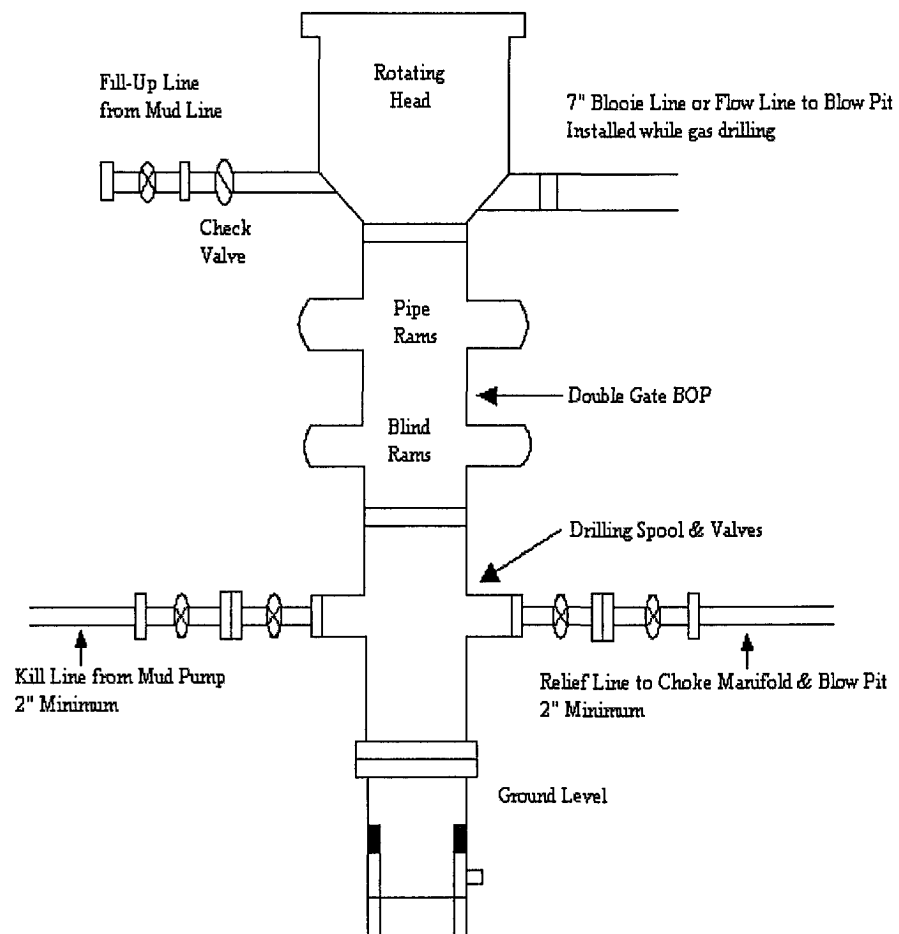 Rotating
Head
Fill-Up Line
from Mud Line
7" Blooie Line or Flow Line to Blow Pit
Installed while gas drilling
Check
Valve
Pipe
Rams
Double Gate BOP
Blind
Rams
Drilling Spool & Valves
Kill Line from Mud Pump
2" Minimum
Relief Line to Choke Manifold & Blow Pit
2" Minimum
Ground Level